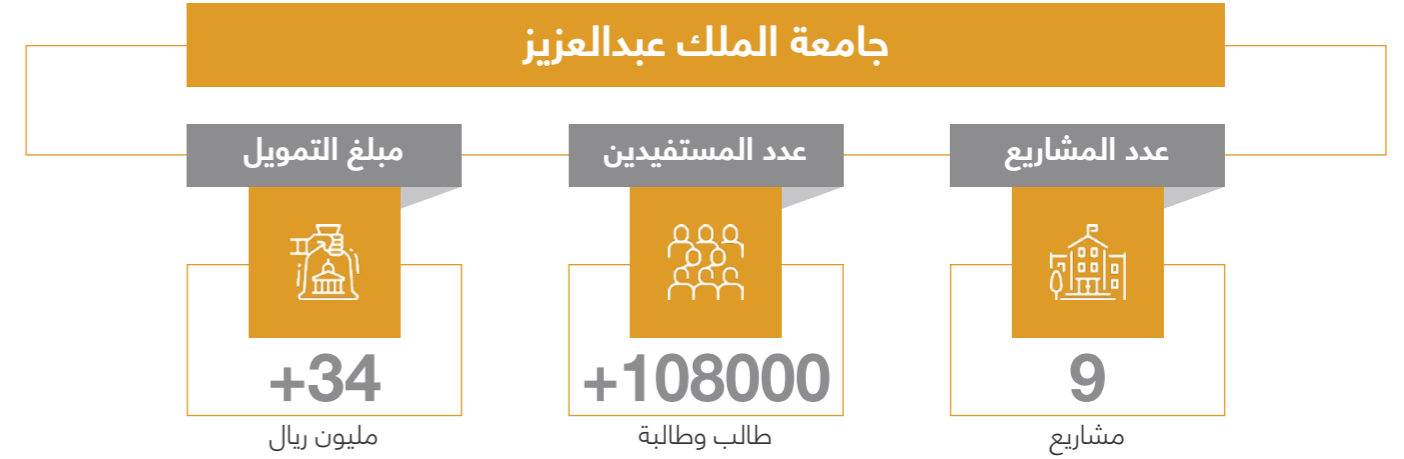 جامعة الملك عبدالعزيز
عدد المشاريع
9
مشاريع
عدد المستفيدين
+108000
طالب وطالبة
مبلغ التمويل
+34
مليون ريال